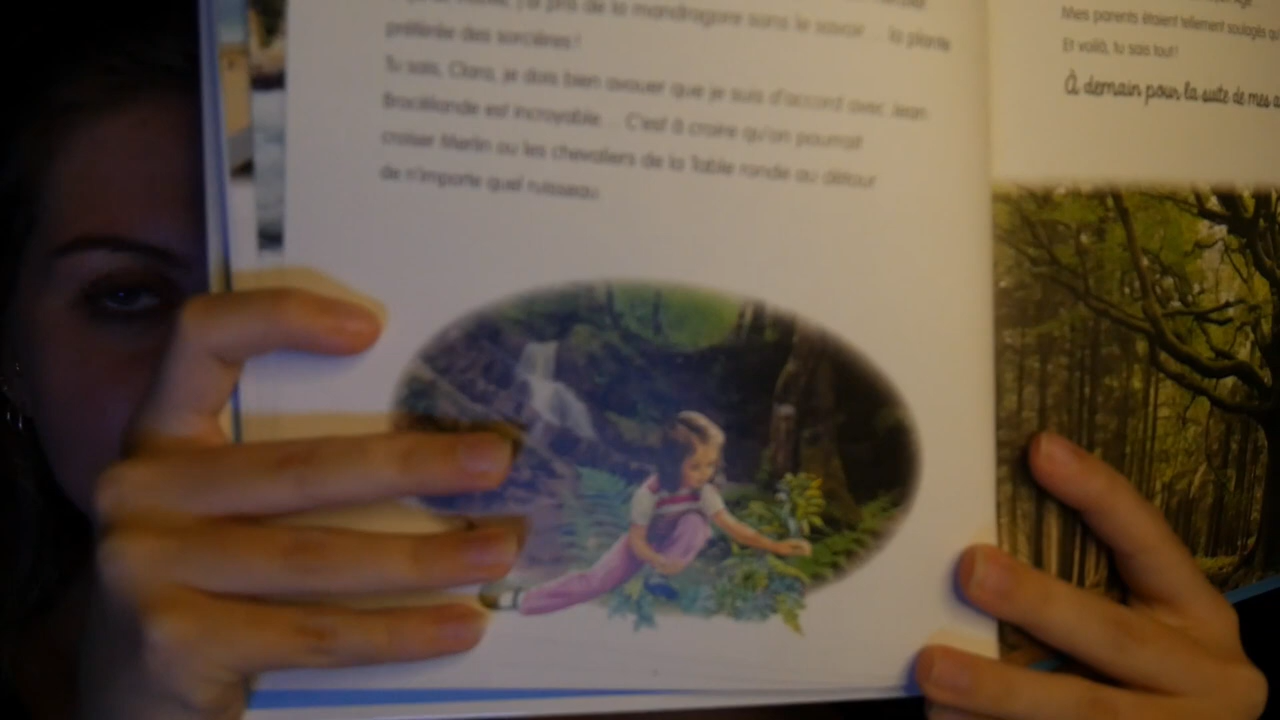 j'ai pris de la mandragore sans le savoir... la plante
préférée des sorcières !
Tu sais, Clara, je dois bien avouer que je suis d'accord avec Jean.
Brocéliande est incroyable... C'est à croire qu'on pourrait
croiser Merlin ou les chevaliers de la Table ronde au détour
de n'importe quel ruisseau.
Mes parents étaient tellement soulagés
Et voilà, tu sais tout !
À demain pour la suite de mes